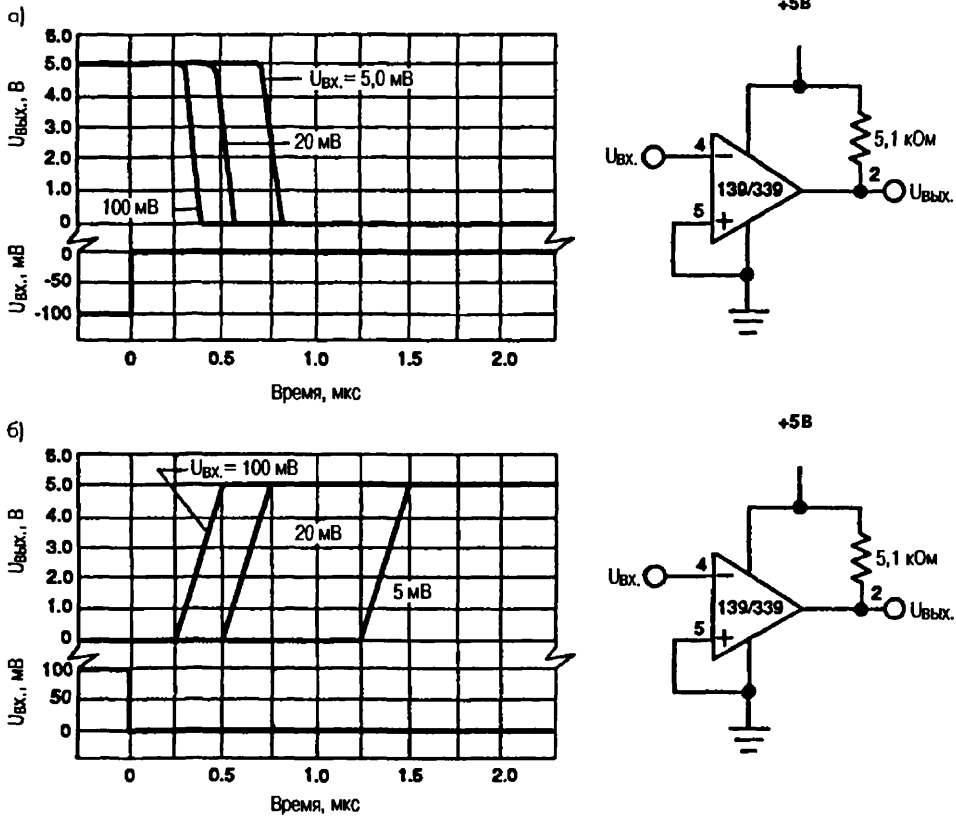 а)
+5В
6.0
5.0
4.0
3.0
2.0
1.0
0
Uвых., В
Uвх.= 5,0 мВ
20 мВ
100 мВ
0
-50
-100
Uвх., мВ
0
0.5
1.0
1.5
2.0
Время, мкс
Uвх.
4
5
139/339
5,1 кОм
2
Uвых.
б)
+5В
6.0
5.0
4.0
3.0
2.0
1.0
0
Uвых., В
Uвх.= 100 мВ
20 мВ
5 мВ
100
50
0
Uвх., мВ
0
0.5
1.0
1.5
2.0
Время, мкс
Uвх.
4
5
139/339
5,1 кОм
2
Uвых.